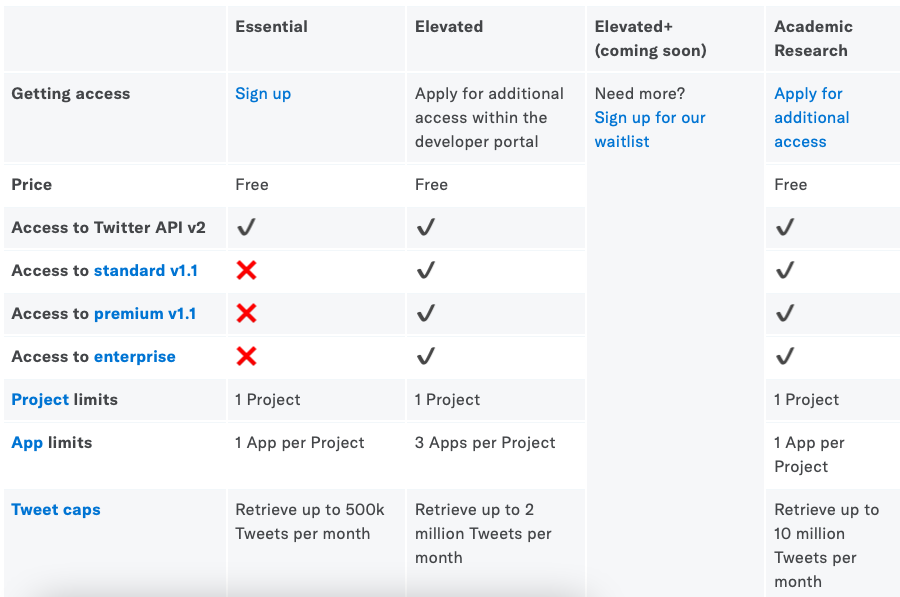 Essential Elevated Elevated+ Academic
(coming soon) Research
Getting access Sign up Apply for additional Need more? Apply for
access within the Sign up for our additional
developer portal waitlist access
Price Free Free Free
Access to Twitter API v2
Access to standard v1.1
Access to premium v1.1
Access to enterprise
Project limits 1 Project 1 Project 1 Project
App limits 1 App per Project 3 Apps per Project 1 App per
Project
Tweet caps Retrieve up to 500k Retrieve up to 2 Retrieve up to
Tweets per month million Tweets per 10 million
month Tweets per
month